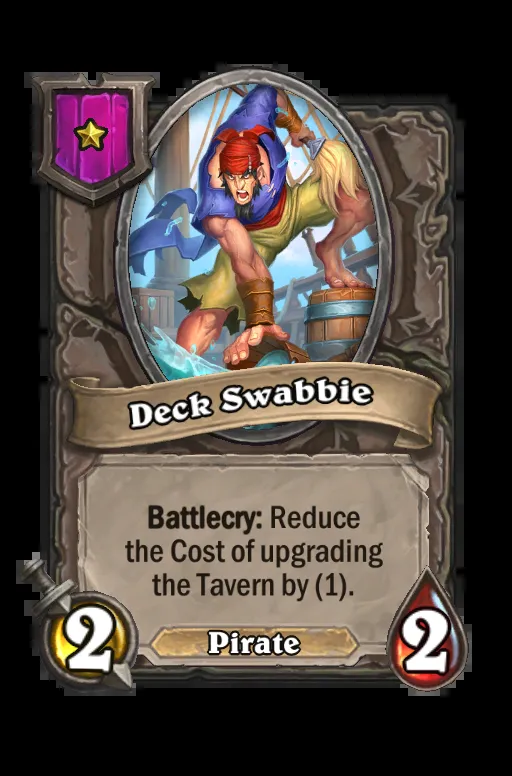 Deck Swabbie
Battlecry: Reduce
the Cost of upgrading
the Tavern by (1).
2
Pirate
2